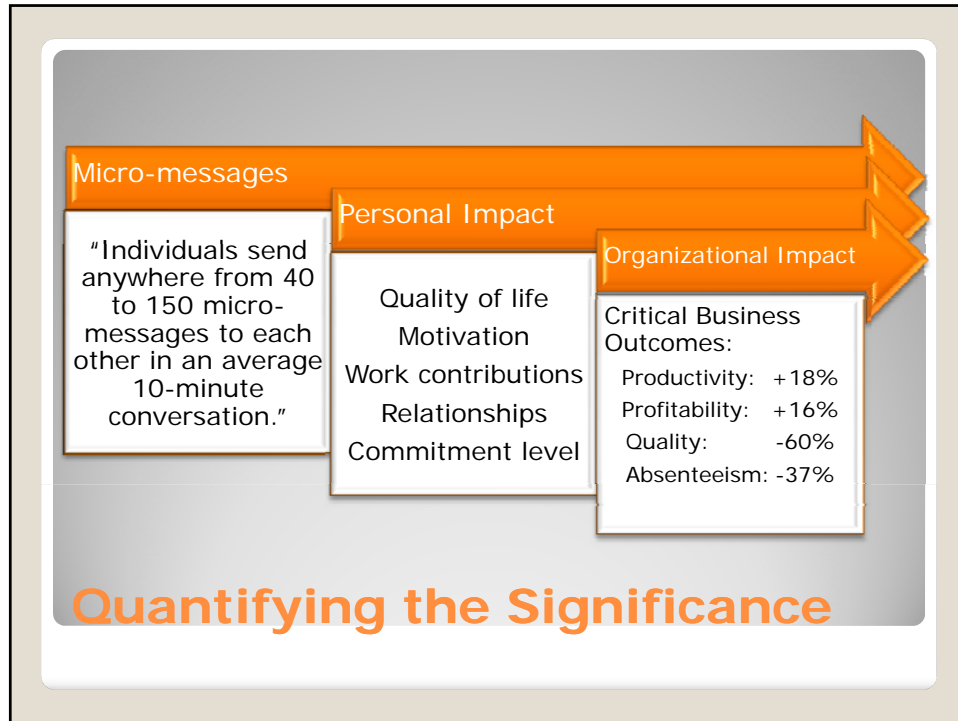 Micro-messages
"Individuals send
anywhere from 40
to 150 micro-
messages to each
other in an average
10-minute
conversation."
Personal Impact
Quality of life
Motivation
Work contributions
Relationships
Commitment level
Organizational Impact
Critical Business
Outcomes:
Productivity: +18%
Profitability: +16%
Quality: -60%
Absenteeism: -37%
Quantifying the Significance